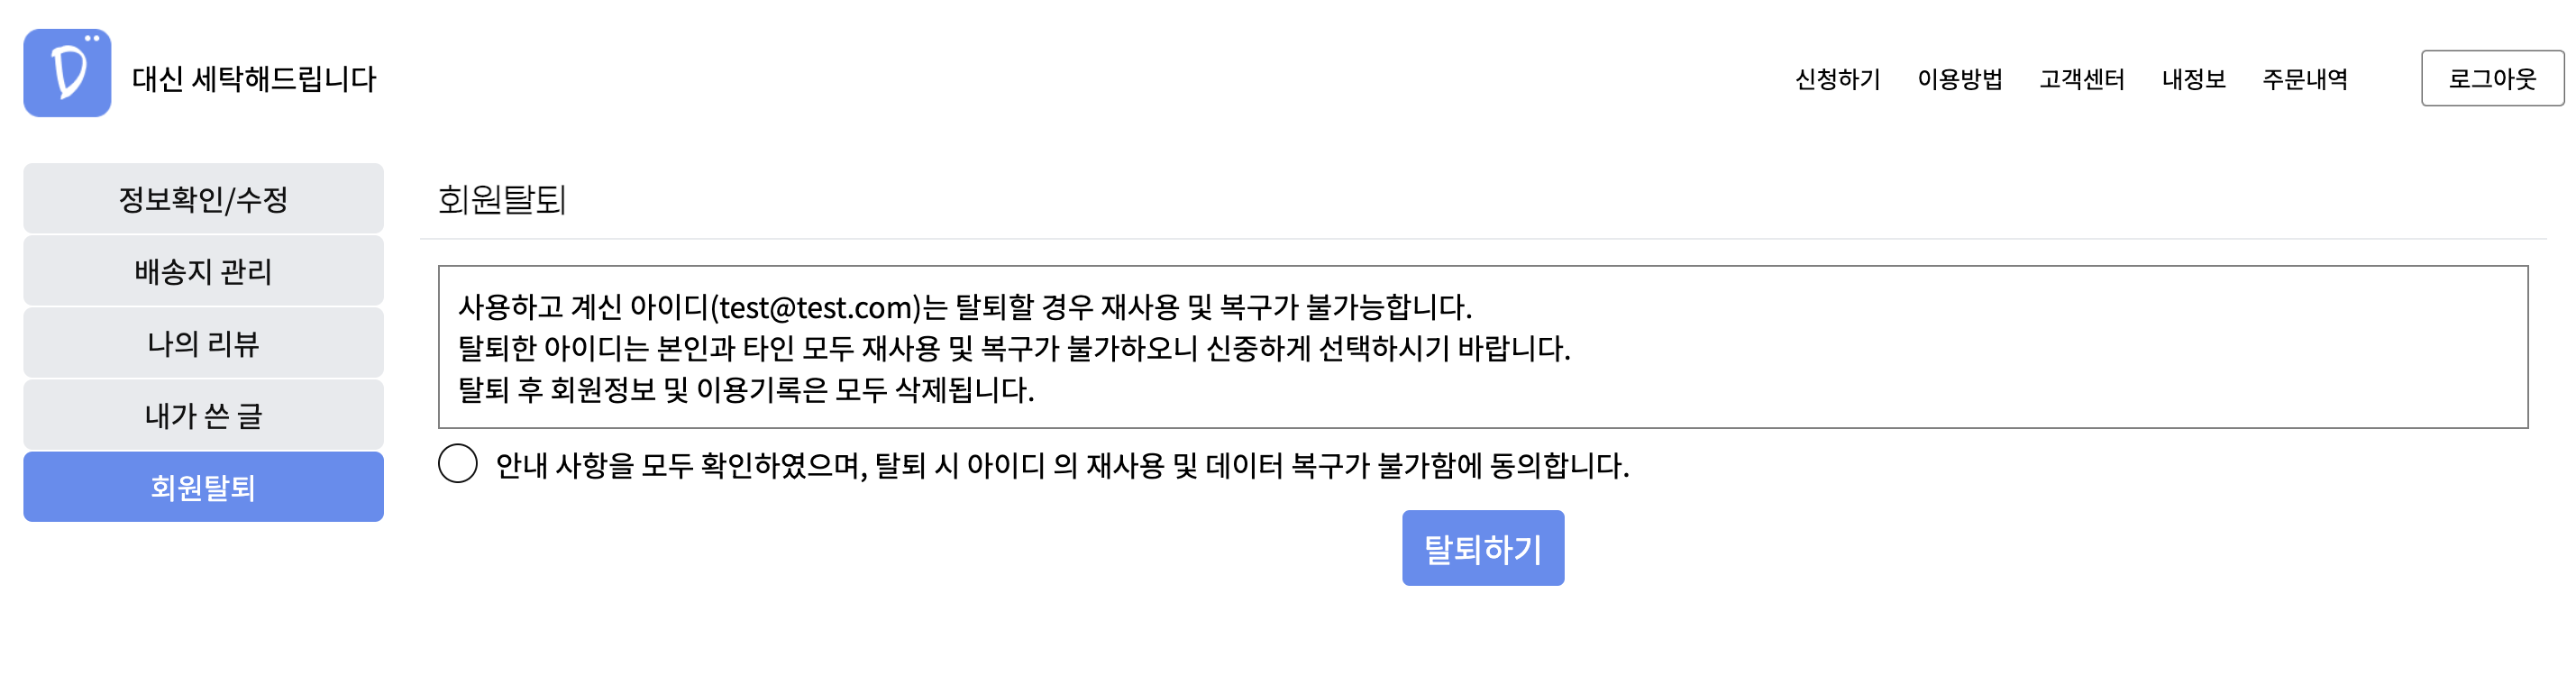 D
대신 세탁해드립니다
신청하기 이용방법 고객센터 내정보 주문내역 로그아웃
정보확인/수정
배송지 관리
나의 리뷰
내가 쓴 글
회원탈퇴
회원탈퇴
사용하고 계신 아이디(test@test.com)는 탈퇴할 경우 재사용 및 복구가 불가능합니다.
탈퇴한 아이디는 본인과 타인 모두 재사용 및 복구가 불가하오니 신중하게 선택하시기 바랍니다.
탈퇴 후 회원정보 및 이용기록은 모두 삭제됩니다.
안내 사항을 모두 확인하였으며, 탈퇴 시 아이디 의 재사용 및 데이터 복구가 불가함에 동의합니다.
탈퇴하기